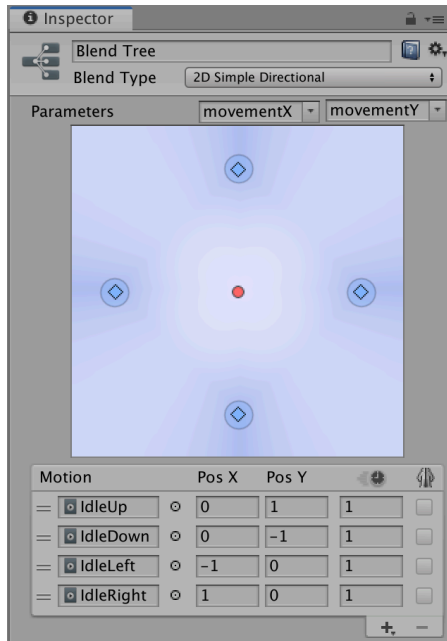 Inspector
Blend Tree
Blend Type 2D Simple Directional
Parameters movementX movementY
Motion Pos X Pos Y
IdleUp 0 1 1
IdleDown 0 -1 1
IdleLeft -1 0 1
IdleRight 1 0 1